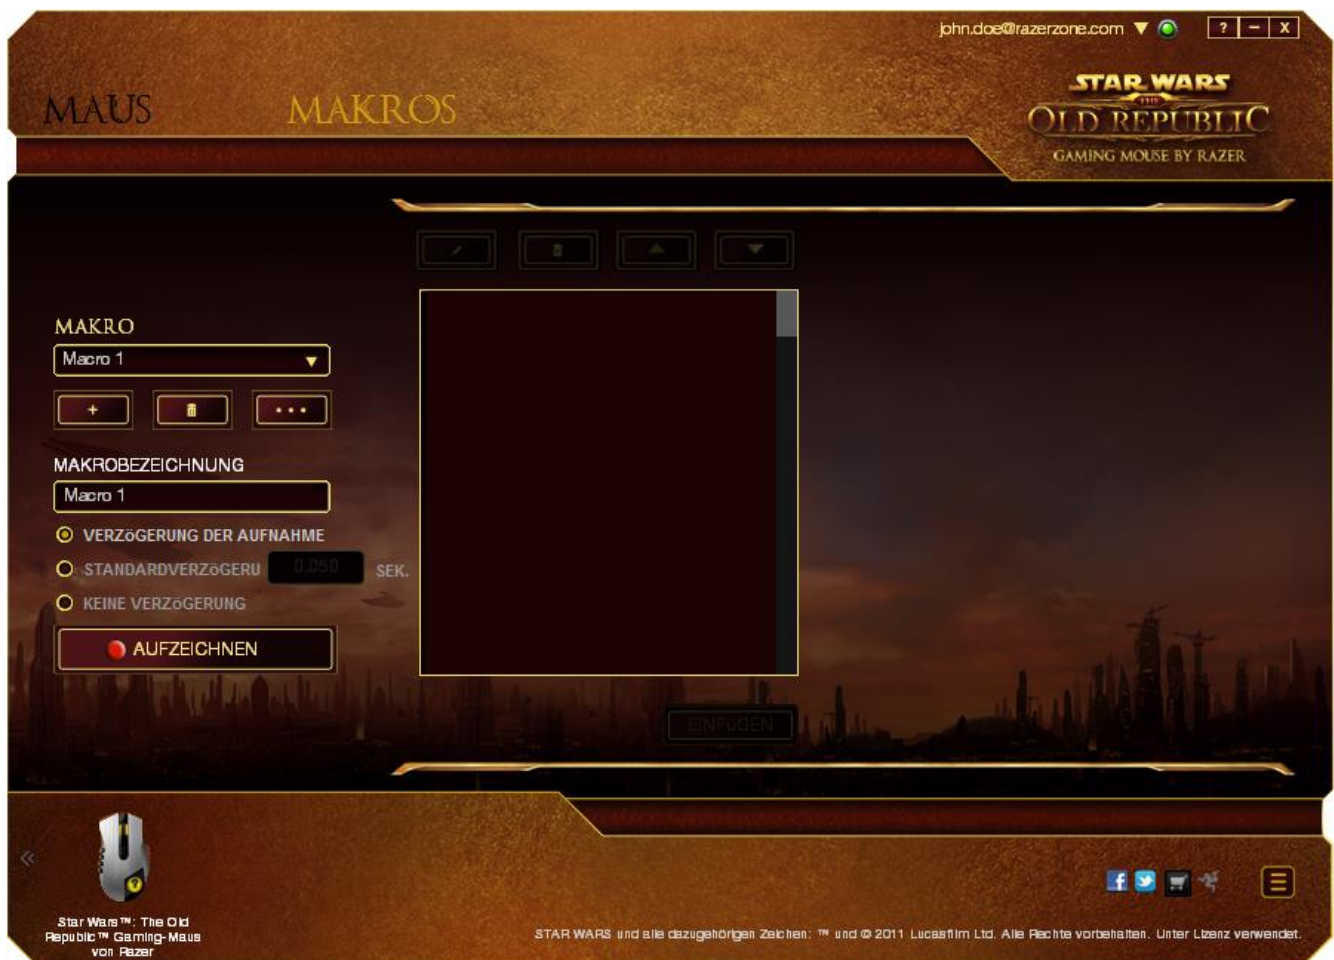 john.doe@razerzone.com
? – X
MAUS
MAKROS
STAR WARS
THE
OLD REPUBLIC
GAMING MOUSE BY RAZER
MAKRO
Macro 1
+
MAKROBEZEICHNUNG
Macro 1
VERZöGERUNG DER AUFNAHME
STANDARDVERZöGERU 0.050 SEK.
KEINE VERZöGERUNG
AUFZEICHNEN
EINFüGEN
Star Wars™: The Old
Republic™ Gaming-Maus
von Razer
STAR WARS und alle dazugehörigen Zeichen: ™ und © 2011 Lucasfilm Ltd. Alle Rechte vorbehalten. Unter Lizenz verwendet.